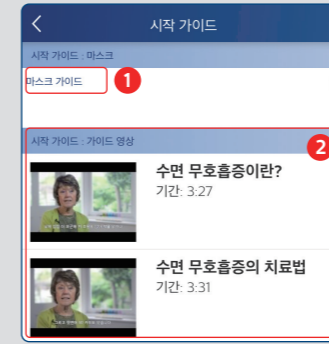 시작 가이드
시작 가이드 : 마스크
마스크 가이드
1
시작 가이드 : 가이드 영상
2
수면 무호흡증이란?
기간: 3:27
수면 무호흡증의 치료법
기간: 3:31